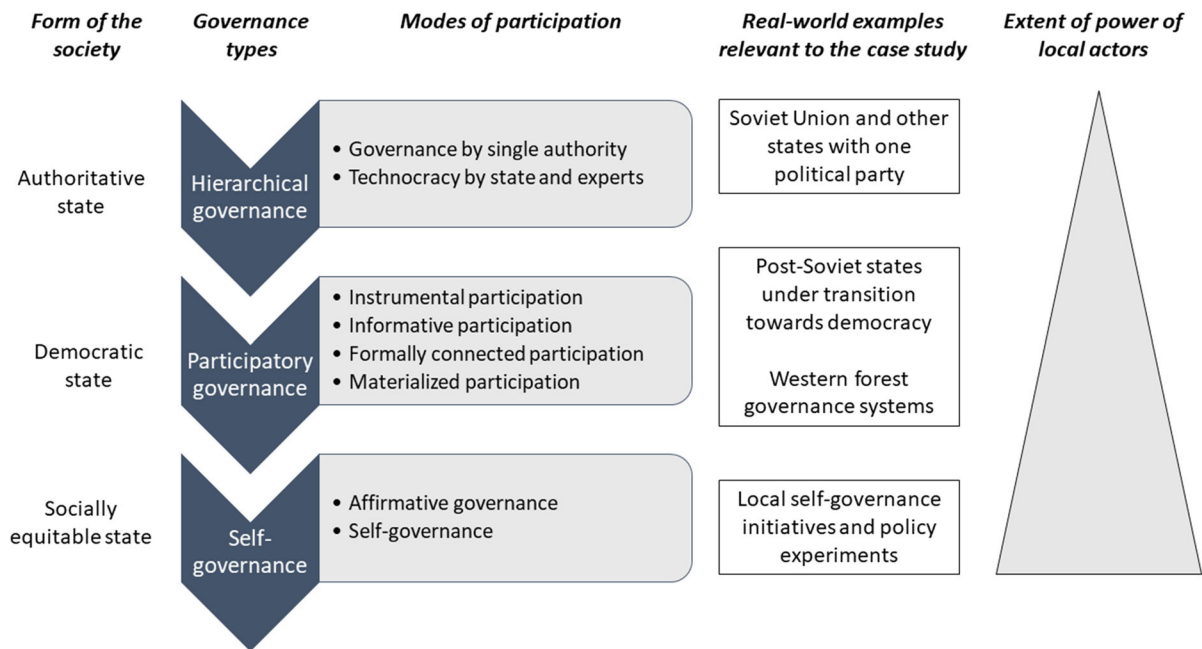 Form of the
society
Governance
types
Modes of participation
Real-world examples
relevant to the case study
Extent of power of
local actors
Authoritative
state
Hierarchical
governance
• Governance by single authority
• Technocracy by state and experts
Soviet Union and other
states with one
political party
Democratic
state
Participatory
governance
• Instrumental participation
• Informative participation
• Formally connected participation
• Materialized participation
Post-Soviet states
under transition
towards democracy
Western forest
governance systems
Socially
equitable state
Self-
governance
• Affirmative governance
• Self-governance
Local self-governance
initiatives and policy
experiments